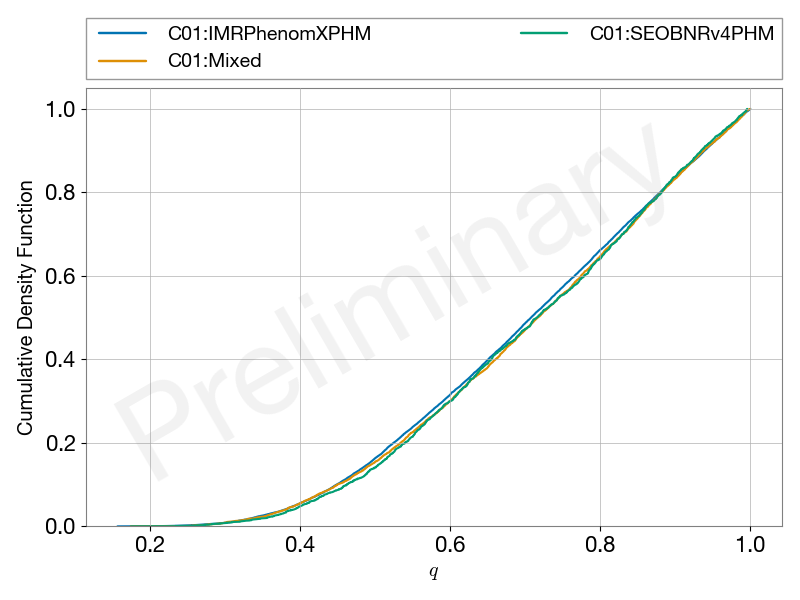 C01:IMRPhenomXPHM
C01:Mixed
C01:SEOBNRv4PHM
1.0
0.8
0.6
0.4
0.2
0.0
Cumulative Density Function
Preliminary
0.2 0.4 0.6 0.8 1.0
q